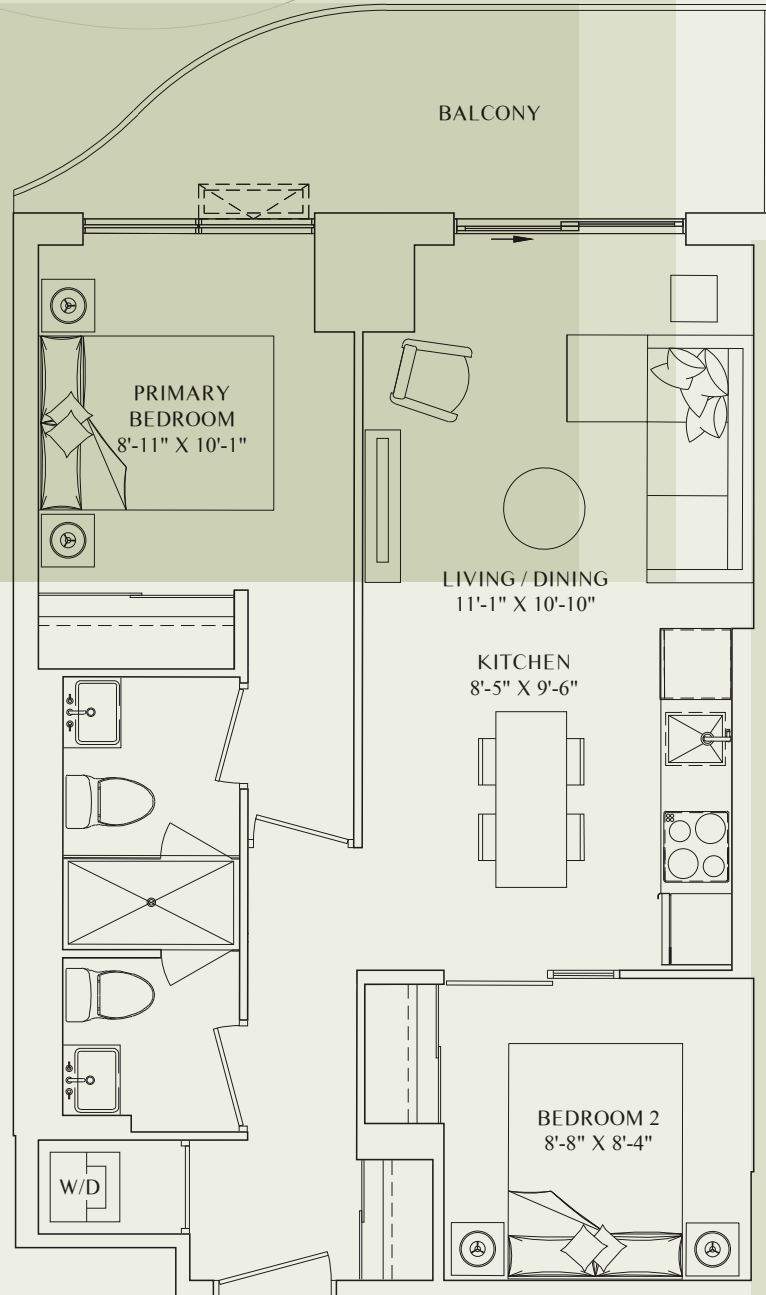 BALCONY
PRIMARY
BEDROOM
8'-11" X 10'-1"
LIVING / DINING
11'-1" X 10'-10"
KITCHEN
8'-5" X 9'-6"
BEDROOM 2
8'-8" X 8'-4"
W/D